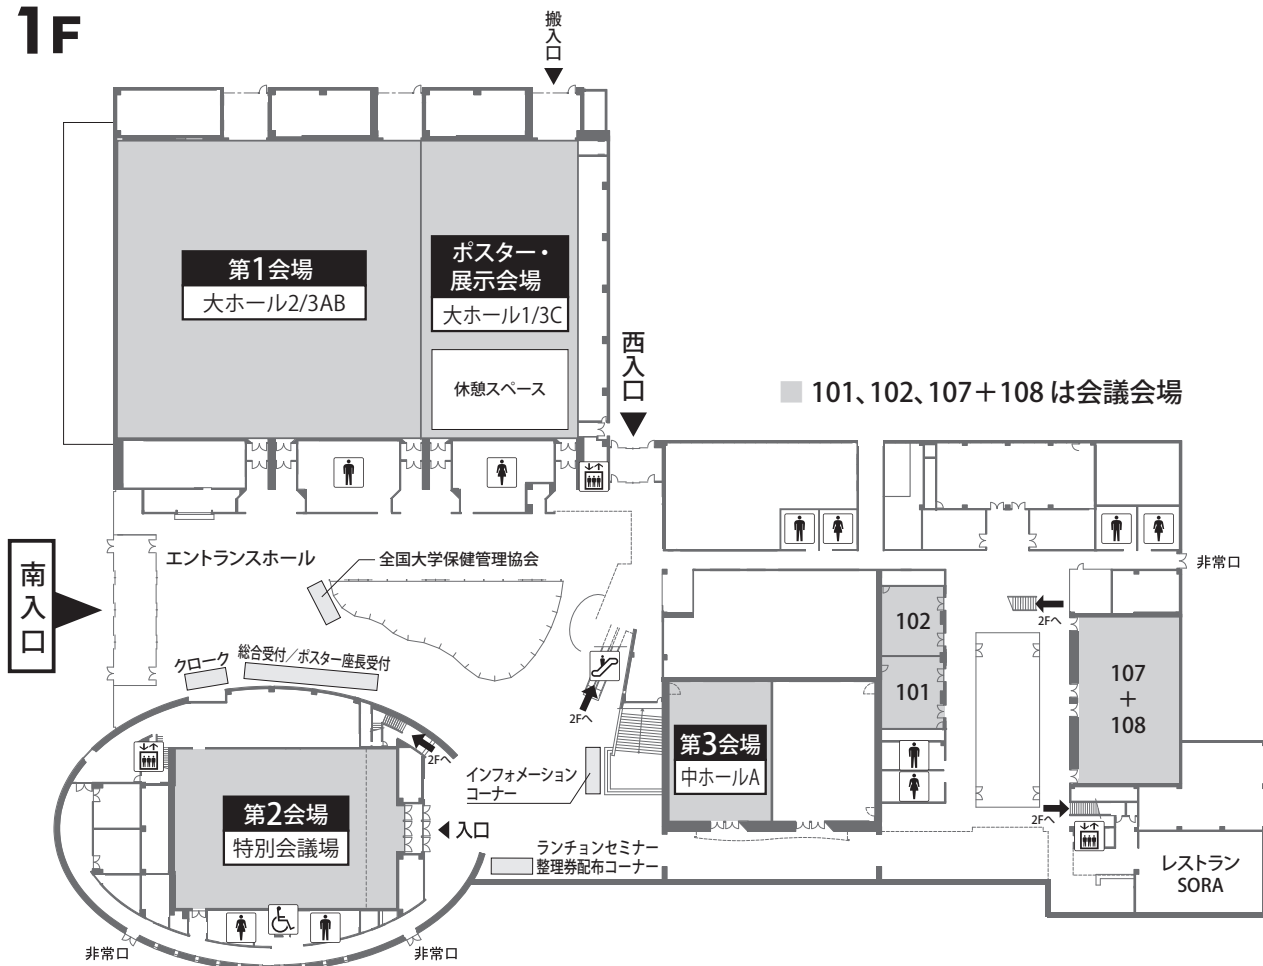 1F
搬入口
第1会場
大ホール2/3AB
ポスター・
展示会場
大ホール1/3C
休憩スペース
西入口
101、102、107＋108は会議会場
南入口
エントランスホール
全国大学保健管理協会
非常口
2Fへ
102
101
107
＋
108
クローク
総合受付／ポスター座長受付
2Fへ
第3会場
中ホールA
2Fへ
インフォメーション
コーナー
第2会場
特別会議場
入口
2Fへ
ランチョンセミナー
整理券配布コーナー
レストラン
SORA
非常口
非常口